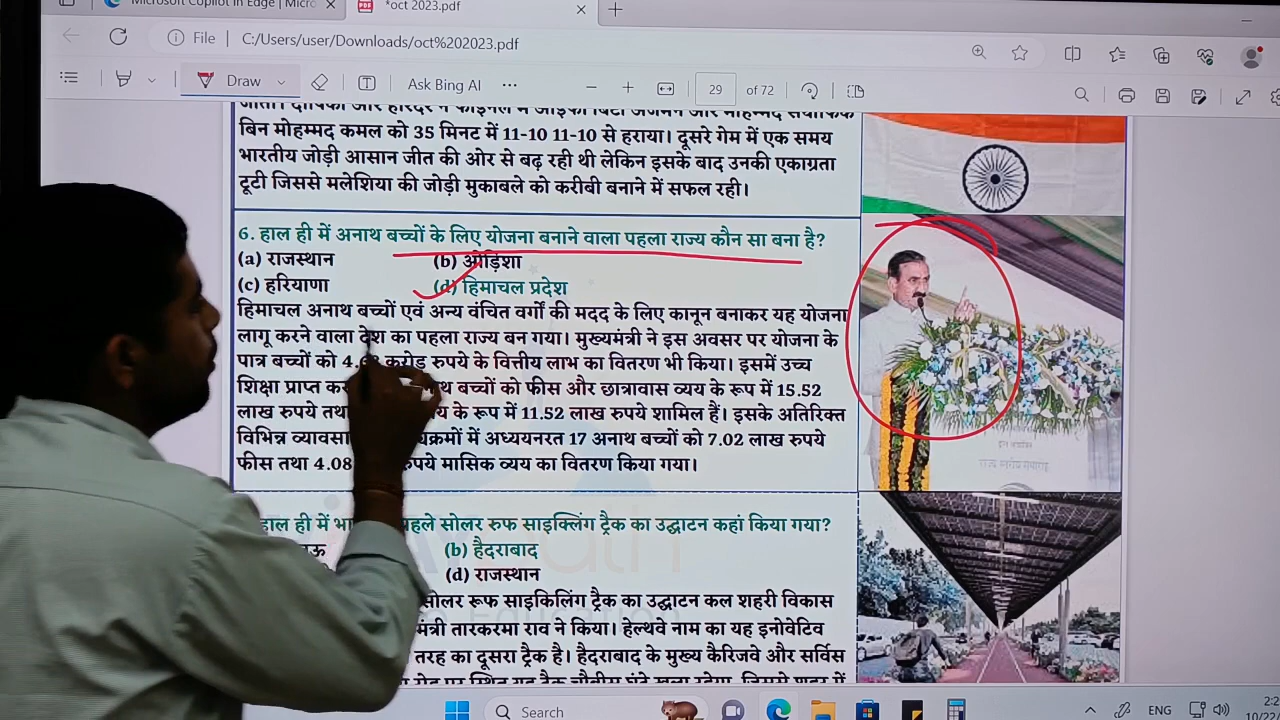 Microsoft Copilot in Edge | Micro
*oct 2023.pdf
File | C:/Users/user/Downloads/oct%202023.pdf
Draw
Ask Bing AI
29 of 72
बिन मोहम्मद कमल को 35 मिनट में 11-10 11-10 से हराया। दूसरे गेम में एक समय
भारतीय जोड़ी आसान जीत की ओर से बढ़ रही थी लेकिन इसके बाद उनकी एकाग्रता
टूटी जिससे मलेशिया की जोड़ी मुकाबले को करीबी बनाने में सफल रही।
6. हाल ही में अनाथ बच्चों के लिए योजना बनाने वाला पहला राज्य कौन सा बना है?
(a) राजस्थान (b) ओड़िशा
(c) हरियाणा (d) हिमाचल प्रदेश
हिमाचल अनाथ बच्चों एवं अन्य वंचित वर्गों की मदद के लिए कानून बनाकर यह योजना
लागू करने वाला देश का पहला राज्य बन गया। मुख्यमंत्री ने इस अवसर पर योजना के
पात्र बच्चों को करोड़ रुपये के वित्तीय लाभ का वितरण भी किया। इसमें उच्च
शिक्षा प्राप्त बच्चों को फीस और छात्रावास व्यय के रूप में 15.52
लाख रुपये के रूप में 11.52 लाख रुपये शामिल हैं। इसके अतिरिक्त
विभिन्न में अध्ययनरत 17 अनाथ बच्चों को 7.02 लाख रुपये
फीस तथा 4.08 मासिक व्यय का वितरण किया गया।
हाल ही में पहले सोलर रुफ साइक्लिंग ट्रैक का उद्घाटन कहां किया गया?
(b) हैदराबाद
(d) राजस्थान
सोलर रूफ साइकिलिंग ट्रैक का उद्घाटन कल शहरी विकास
तारकरमा राव ने किया। हेल्थवे नाम का यह इनोवेटिव
तरह का दूसरा ट्रैक है। हैदराबाद के मुख्य कैरिजवे और सर्विस
Search
ENG